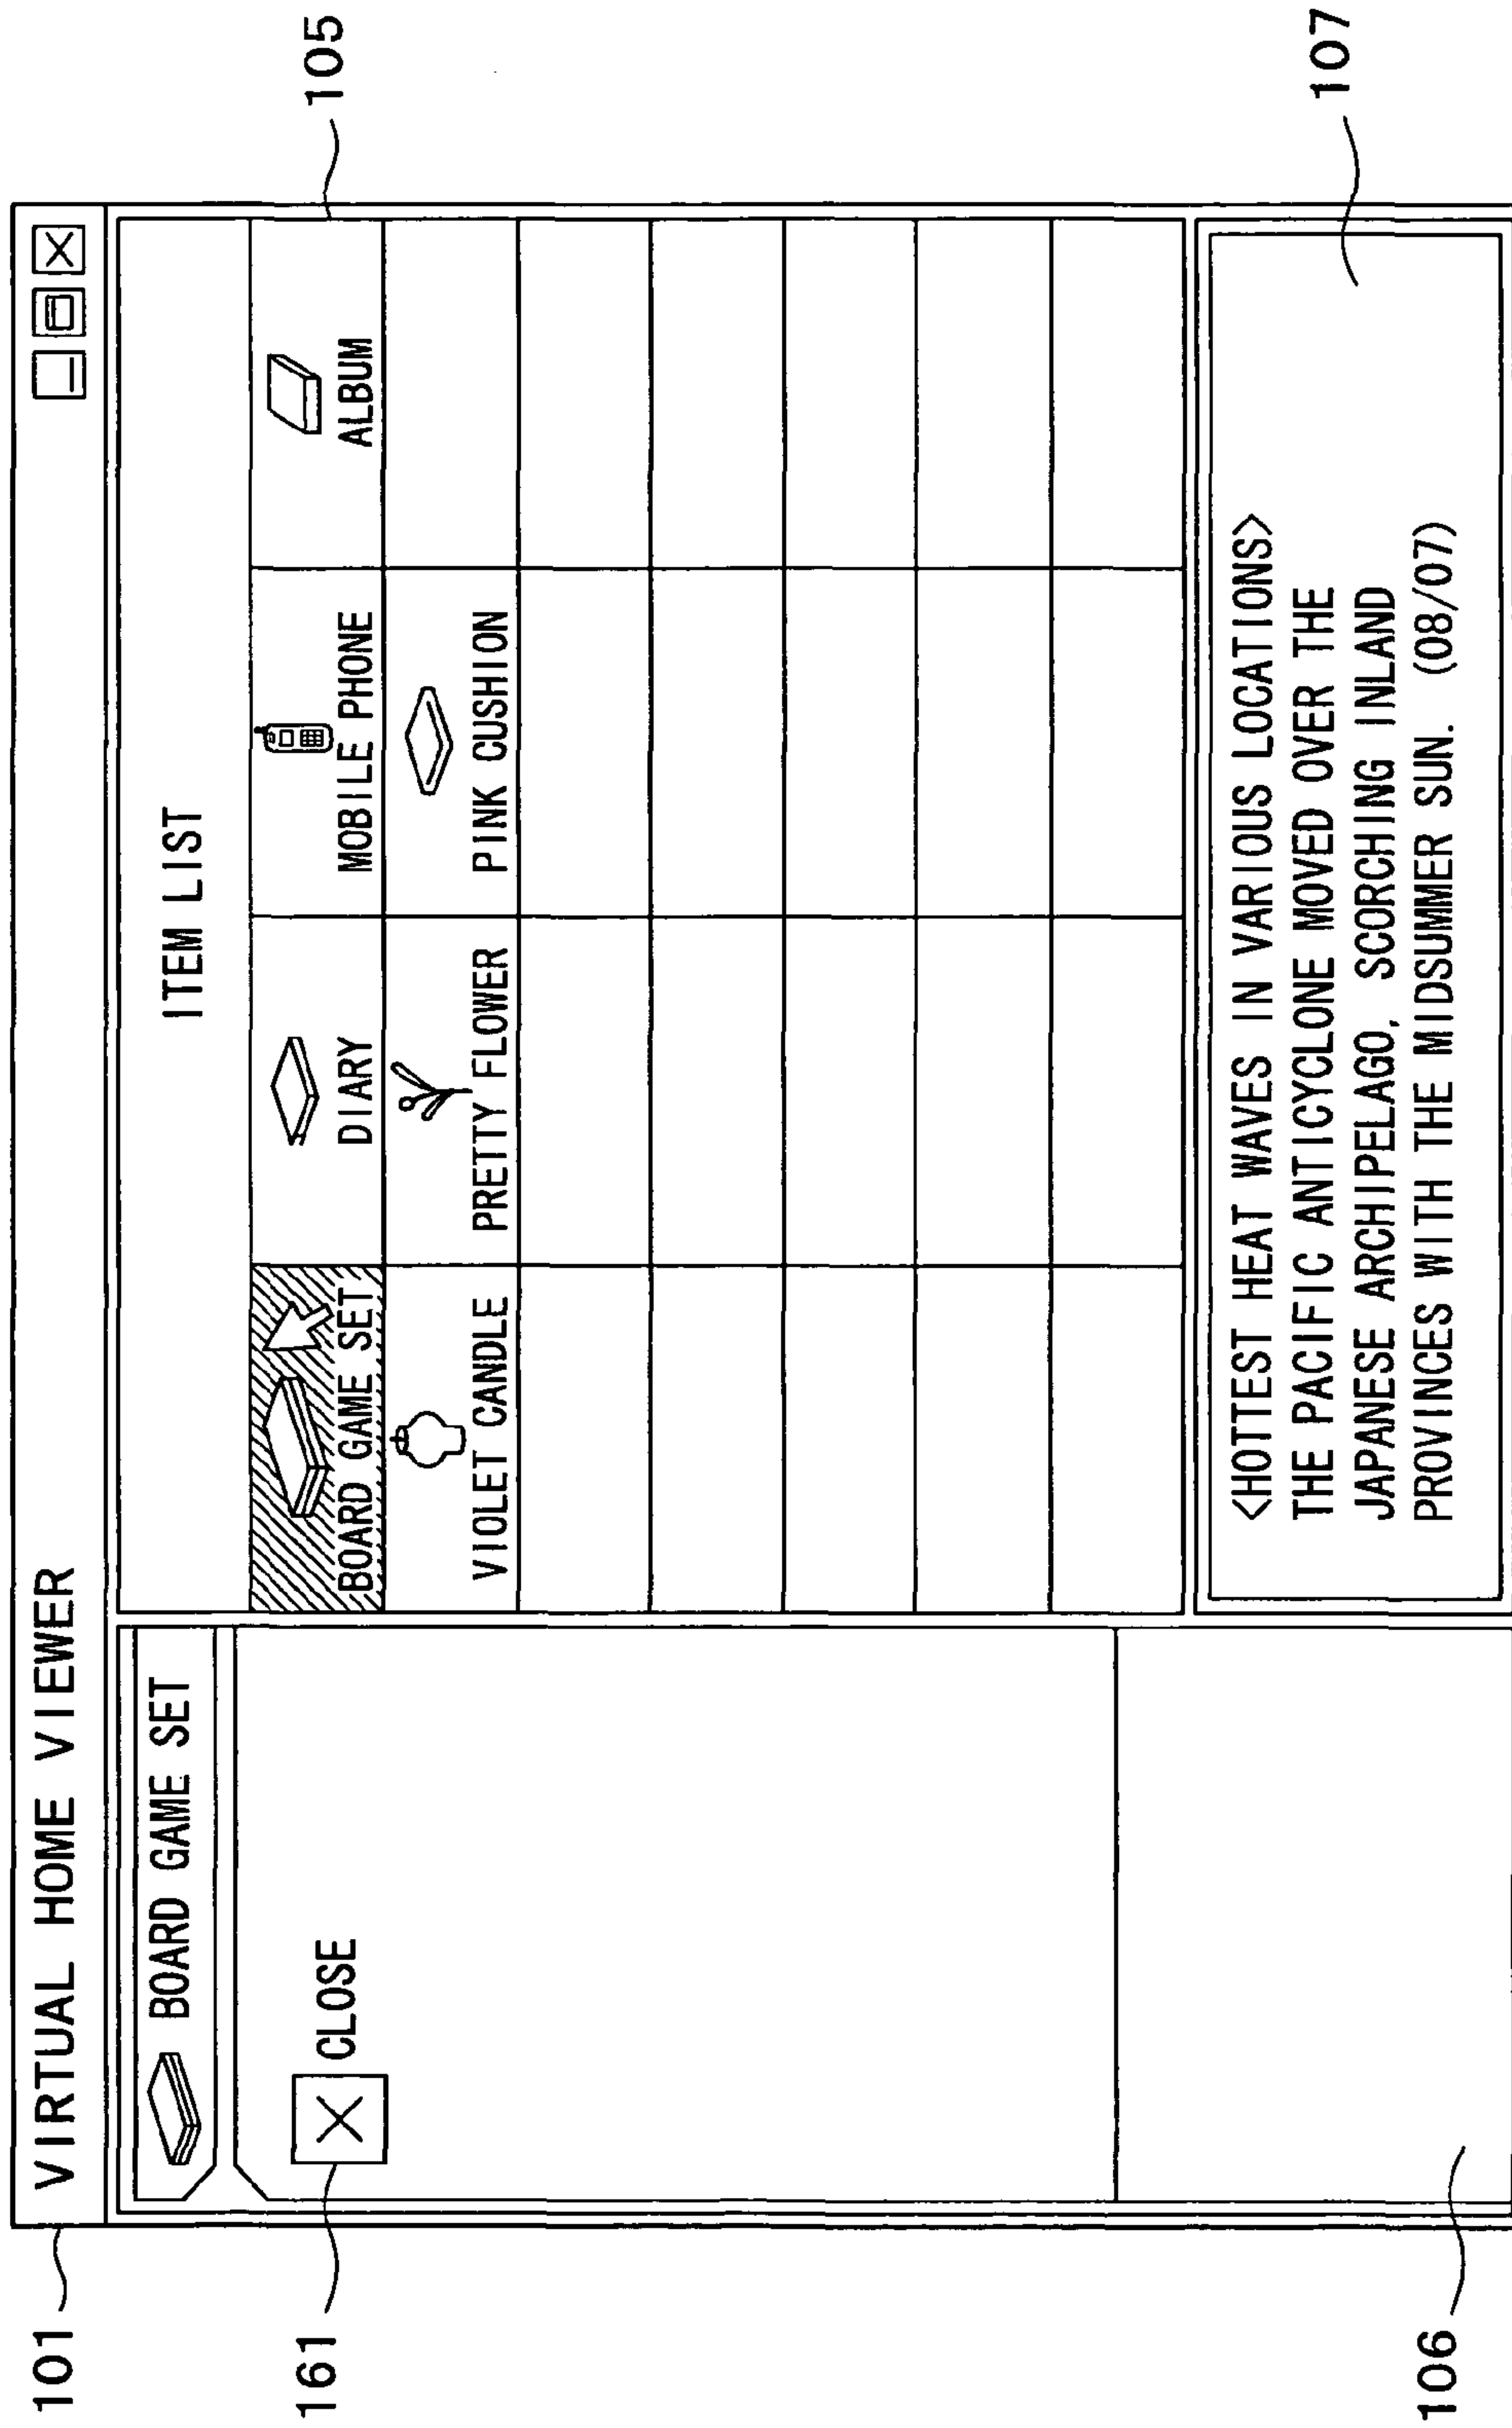 101
VIRTUAL HOME VIEWER
BOARD GAME SET
161
CLOSE
106
ITEM LIST
105
BOARD GAME SET
DIARY
MOBILE PHONE
ALBUM
VIOLET CANDLE
PRETTY FLOWER
PINK CUSHION
<HOTTEST HEAT WAVES IN VARIOUS LOCATIONS>
THE PACIFIC ANTICYCLONE MOVED OVER THE
JAPANESE ARCHIPELAGO, SCORCHING INLAND
PROVINCES WITH THE MIDSUMMER SUN. (08/07)
107